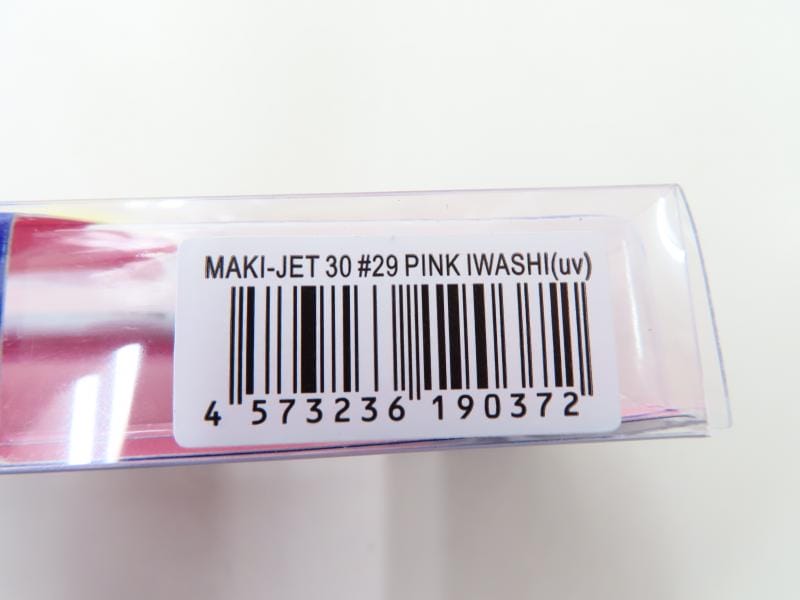 MAKI-JET 30 #29 PINK IWASHI(uv)
4 573236 190372